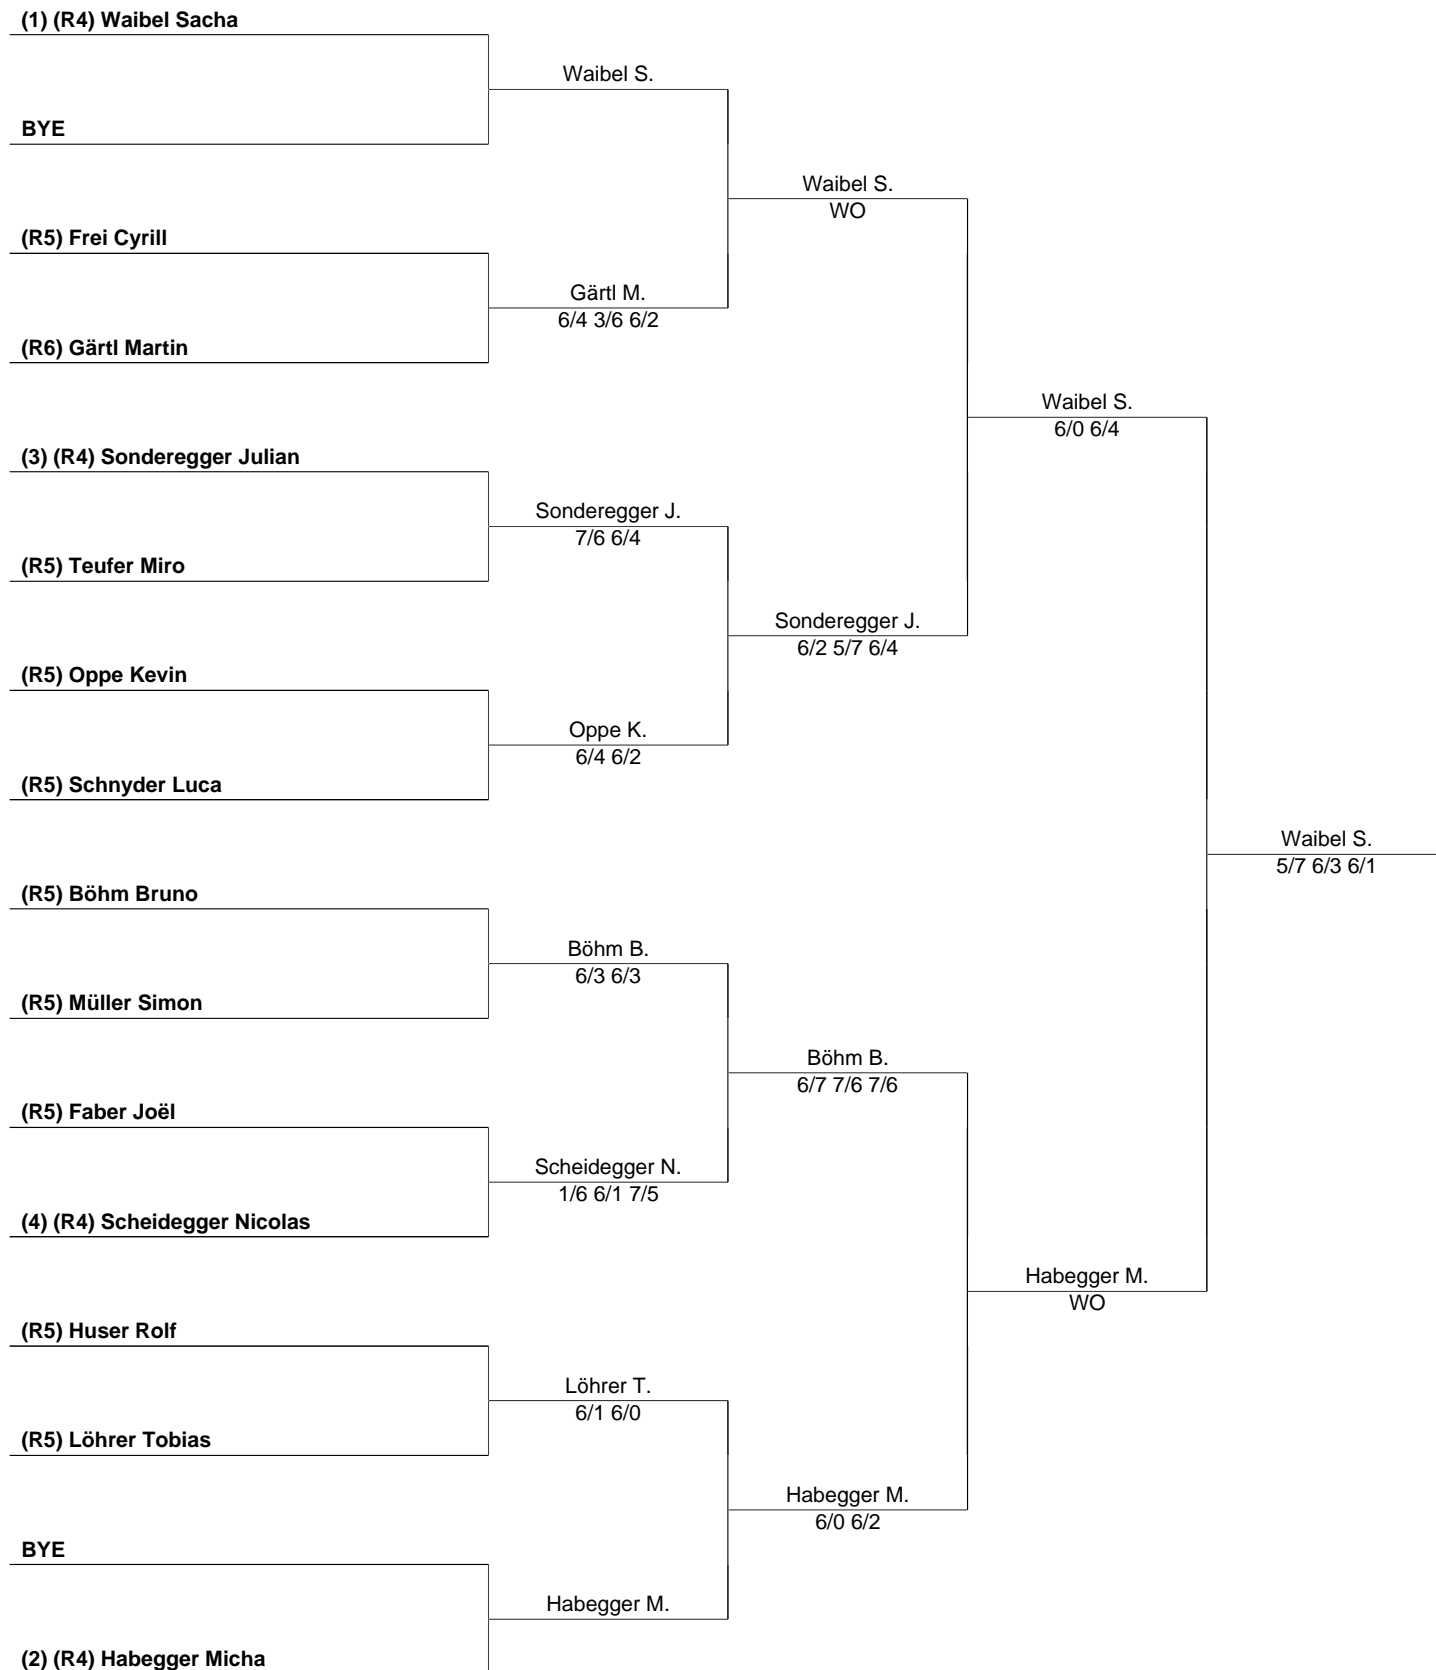 (1) (R4) Waibel Sacha
Waibel S.
BYE
Waibel S.
WO
(R5) Frei Cyrill
Gärtl M.
6/4 3/6 6/2
(R6) Gärtl Martin
Waibel S.
6/0 6/4
(3) (R4) Sonderegger Julian
Sonderegger J.
7/6 6/4
(R5) Teufer Miro
Sonderegger J.
6/2 5/7 6/4
(R5) Oppe Kevin
Oppe K.
6/4 6/2
(R5) Schnyder Luca
Waibel S.
5/7 6/3 6/1
(R5) Böhm Bruno
Böhm B.
6/3 6/3
(R5) Müller Simon
Böhm B.
6/7 7/6 7/6
(R5) Faber Joël
Scheidegger N.
1/6 6/1 7/5
(4) (R4) Scheidegger Nicolas
Habegger M.
WO
(R5) Huser Rolf
Löhrer T.
6/1 6/0
(R5) Löhrer Tobias
Habegger M.
6/0 6/2
BYE
Habegger M.
(2) (R4) Habegger Micha